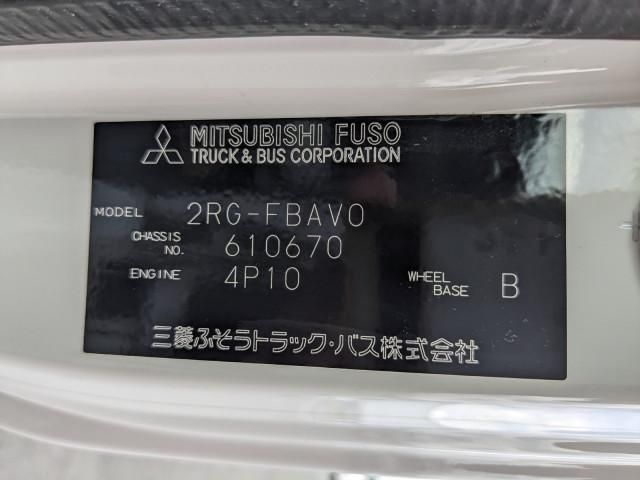 MITSUBISHI FUSO
TRUCK & BUS CORPORATION
MODEL 2RG-FBAV0
CHASSIS NO. 610670
ENGINE 4P10 WHEEL BASE B
三菱ふそうトラック・バス株式会社